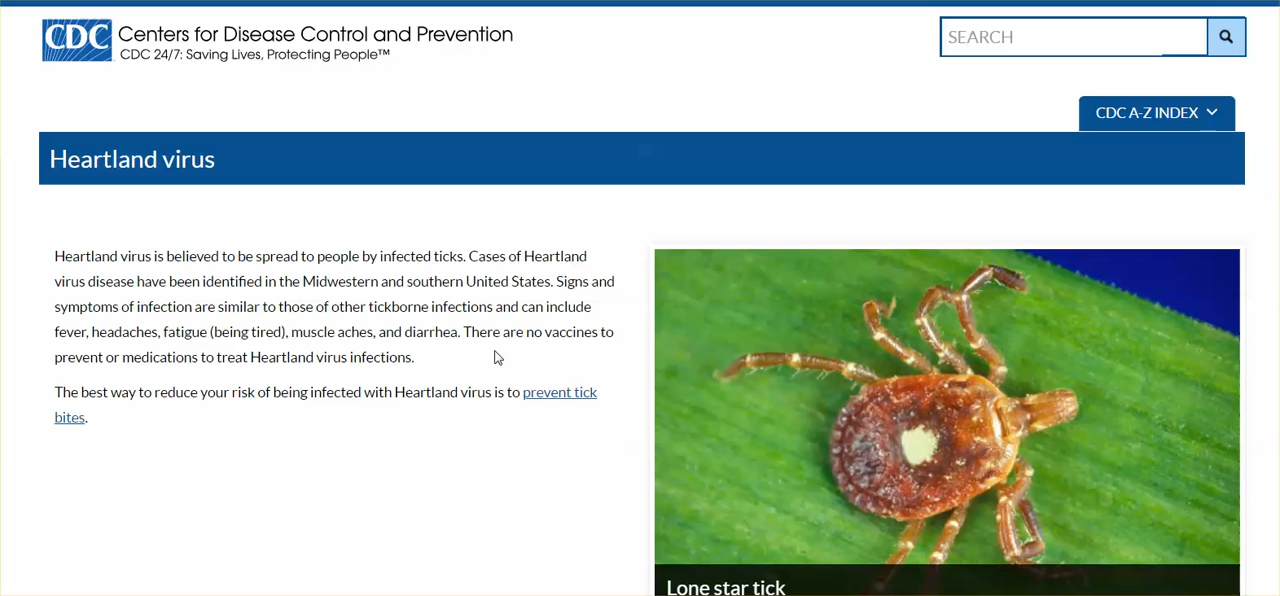 CDC Centers for Disease Control and Prevention
CDC 24/7: Saving Lives, Protecting People™
SEARCH
CDC A-Z INDEX
Heartland virus
Heartland virus is believed to be spread to people by infected ticks. Cases of Heartland
virus disease have been identified in the Midwestern and southern United States. Signs and
symptoms of infection are similar to those of other tickborne infections and can include
fever, headaches, fatigue (being tired), muscle aches, and diarrhea. There are no vaccines to
prevent or medications to treat Heartland virus infections.
The best way to reduce your risk of being infected with Heartland virus is to prevent tick
bites.
Lone star tick